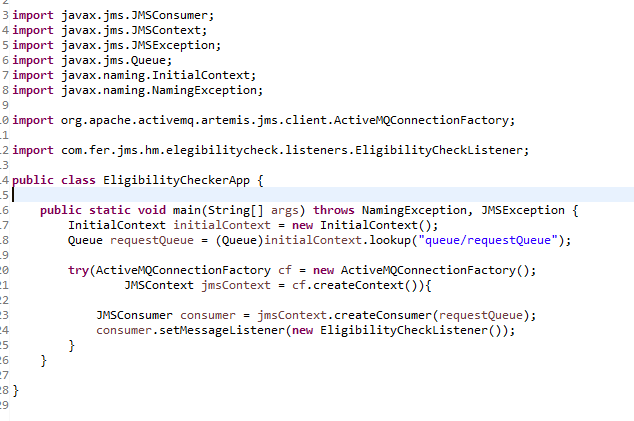 2
3 import javax.jms.JMSConsumer;
4 import javax.jms.JMSContext;
5 import javax.jms.JMSException;
6 import javax.jms.Queue;
7 import javax.naming.InitialContext;
8 import javax.naming.NamingException;
9
10 import org.apache.activemq.artemis.jms.client.ActiveMQConnectionFactory;
11
12 import com.fer.jms.hm.elegibilitycheck.listeners.EligibilityCheckListener;
13
14 public class EligibilityCheckerApp {
15
16     public static void main(String[] args) throws NamingException, JMSException {
17         InitialContext initialContext = new InitialContext();
18         Queue requestQueue = (Queue)initialContext.lookup("queue/requestQueue");
19
20         try(ActiveMQConnectionFactory cf = new ActiveMQConnectionFactory();
21                 JMSContext jmsContext = cf.createContext()){
22
23             JMSConsumer consumer = jmsContext.createConsumer(requestQueue);
24             consumer.setMessageListener(new EligibilityCheckListener());
25         }
26     }
27
28 }
29